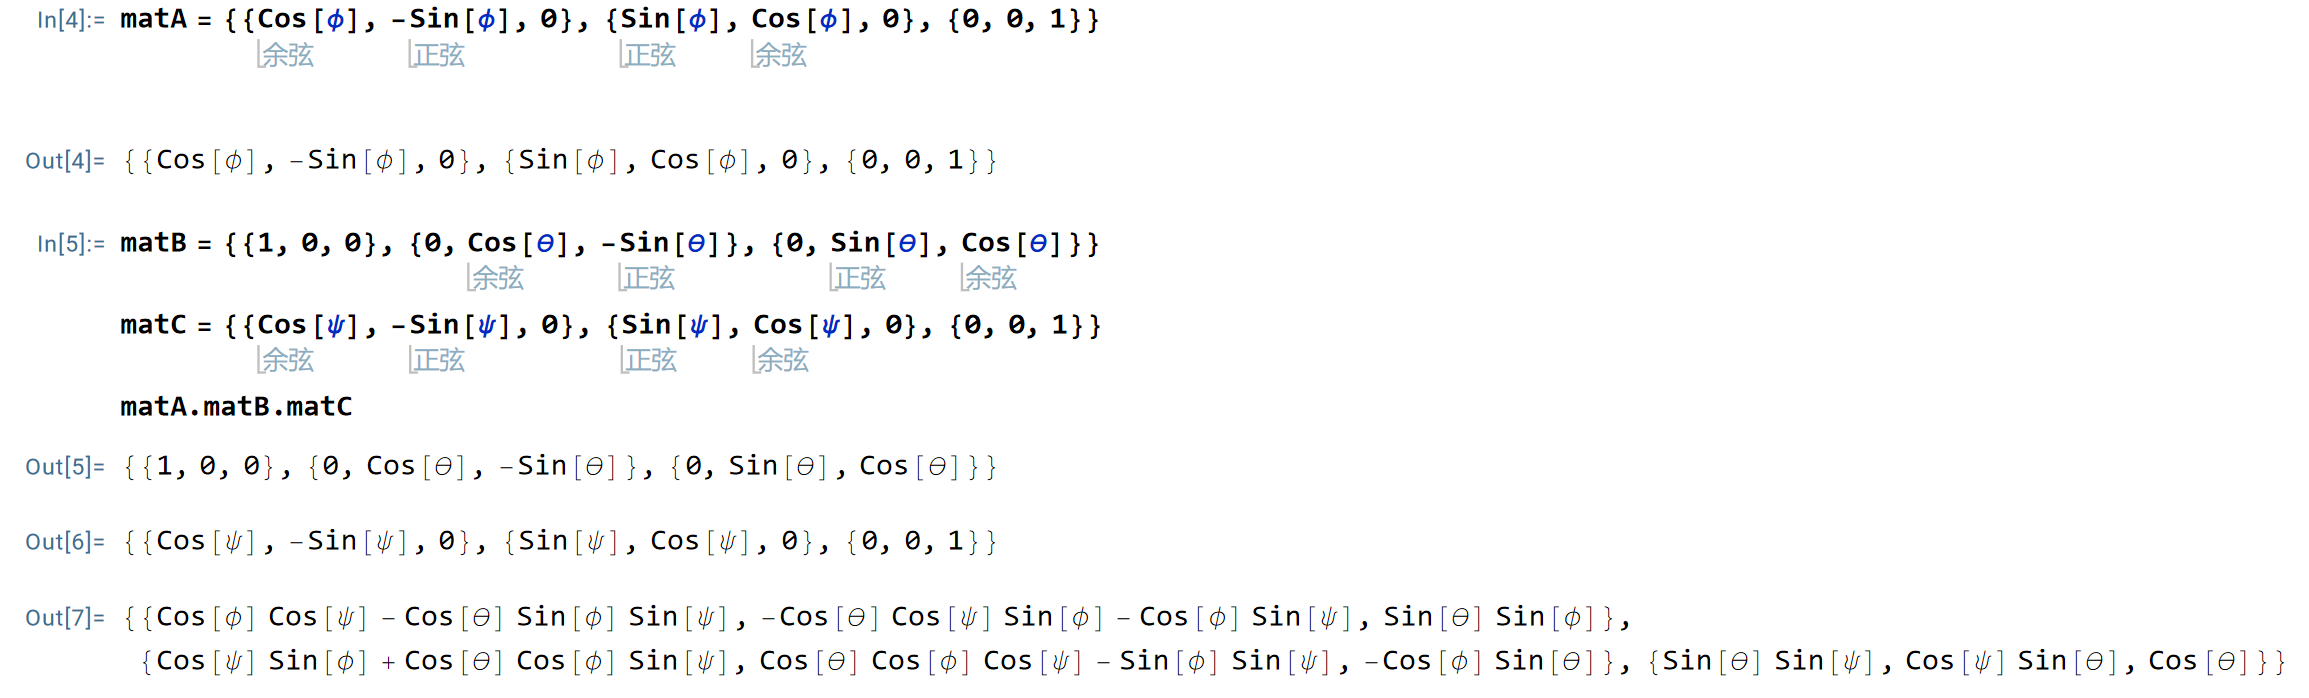 In[4]:= matA = {{Cos[ϕ], -Sin[ϕ], 0}, {Sin[ϕ], Cos[ϕ], 0}, {0, 0, 1}}
余弦 正弦 正弦 余弦
Out[4]= {{Cos[ϕ], -Sin[ϕ], 0}, {Sin[ϕ], Cos[ϕ], 0}, {0, 0, 1}}
In[5]:= matB = {{1, 0, 0}, {0, Cos[θ], -Sin[θ]}, {0, Sin[θ], Cos[θ]}}
余弦 正弦 正弦 余弦
matC = {{Cos[ψ], -Sin[ψ], 0}, {Sin[ψ], Cos[ψ], 0}, {0, 0, 1}}
余弦 正弦 正弦 余弦
matA.matB.matC
Out[5]= {{1, 0, 0}, {0, Cos[θ], -Sin[θ]}, {0, Sin[θ], Cos[θ]}}
Out[6]= {{Cos[ψ], -Sin[ψ], 0}, {Sin[ψ], Cos[ψ], 0}, {0, 0, 1}}
Out[7]= {{Cos[ϕ] Cos[ψ] - Cos[θ] Sin[ϕ] Sin[ψ], -Cos[θ] Cos[ψ] Sin[ϕ] - Cos[ϕ] Sin[ψ], Sin[θ] Sin[ϕ]},
{Cos[ψ] Sin[ϕ] + Cos[θ] Cos[ϕ] Sin[ψ], Cos[θ] Cos[ϕ] Cos[ψ] - Sin[ϕ] Sin[ψ], -Cos[ϕ] Sin[θ]}, {Sin[θ] Sin[ψ], Cos[ψ] Sin[θ], Cos[θ]}}